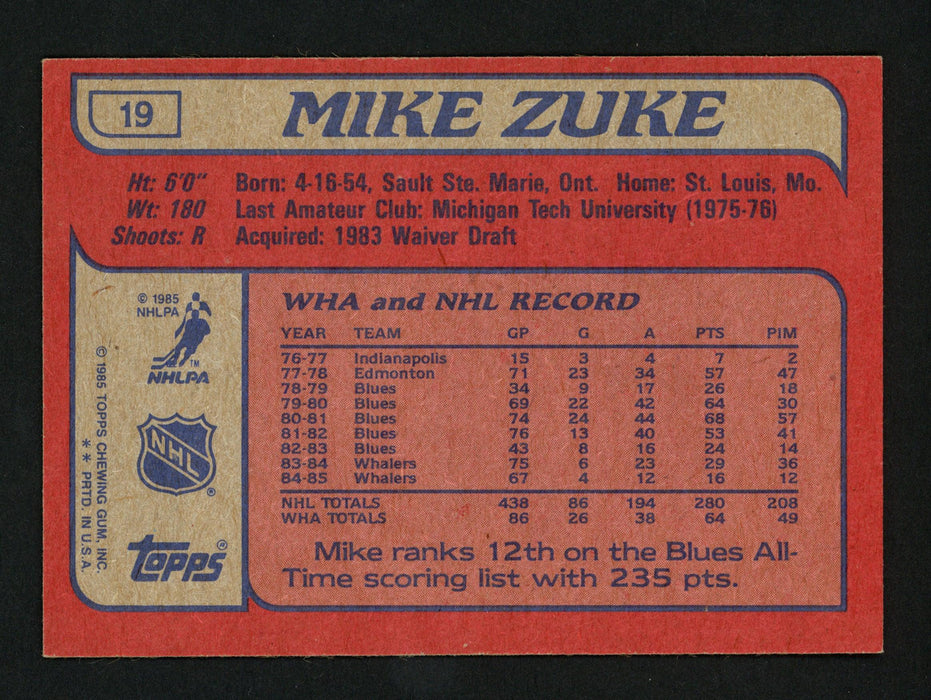 19
MIKE ZUKE
Ht: 6'0" Born: 4-16-54, Sault Ste. Marie, Ont. Home: St. Louis, Mo.
Wt: 180 Last Amateur Club: Michigan Tech University (1975-76)
Shoots: R Acquired: 1983 Waiver Draft
© 1985
NHLPA
TM
NHLPA
NHL
®
topps®
© 1985 TOPPS CHEWING GUM, INC.
** PRTD. IN U.S.A.
WHA and NHL RECORD
YEAR TEAM GP G A PTS PIM
76-77 Indianapolis 15 3 4 7 2
77-78 Edmonton 71 23 34 57 47
78-79 Blues 34 9 17 26 18
79-80 Blues 69 22 42 64 30
80-81 Blues 74 24 44 68 57
81-82 Blues 76 13 40 53 41
82-83 Blues 43 8 16 24 14
83-84 Whalers 75 6 23 29 36
84-85 Whalers 67 4 12 16 12
NHL TOTALS 438 86 194 280 208
WHA TOTALS 86 26 38 64 49
Mike ranks 12th on the Blues All-
Time scoring list with 235 pts.